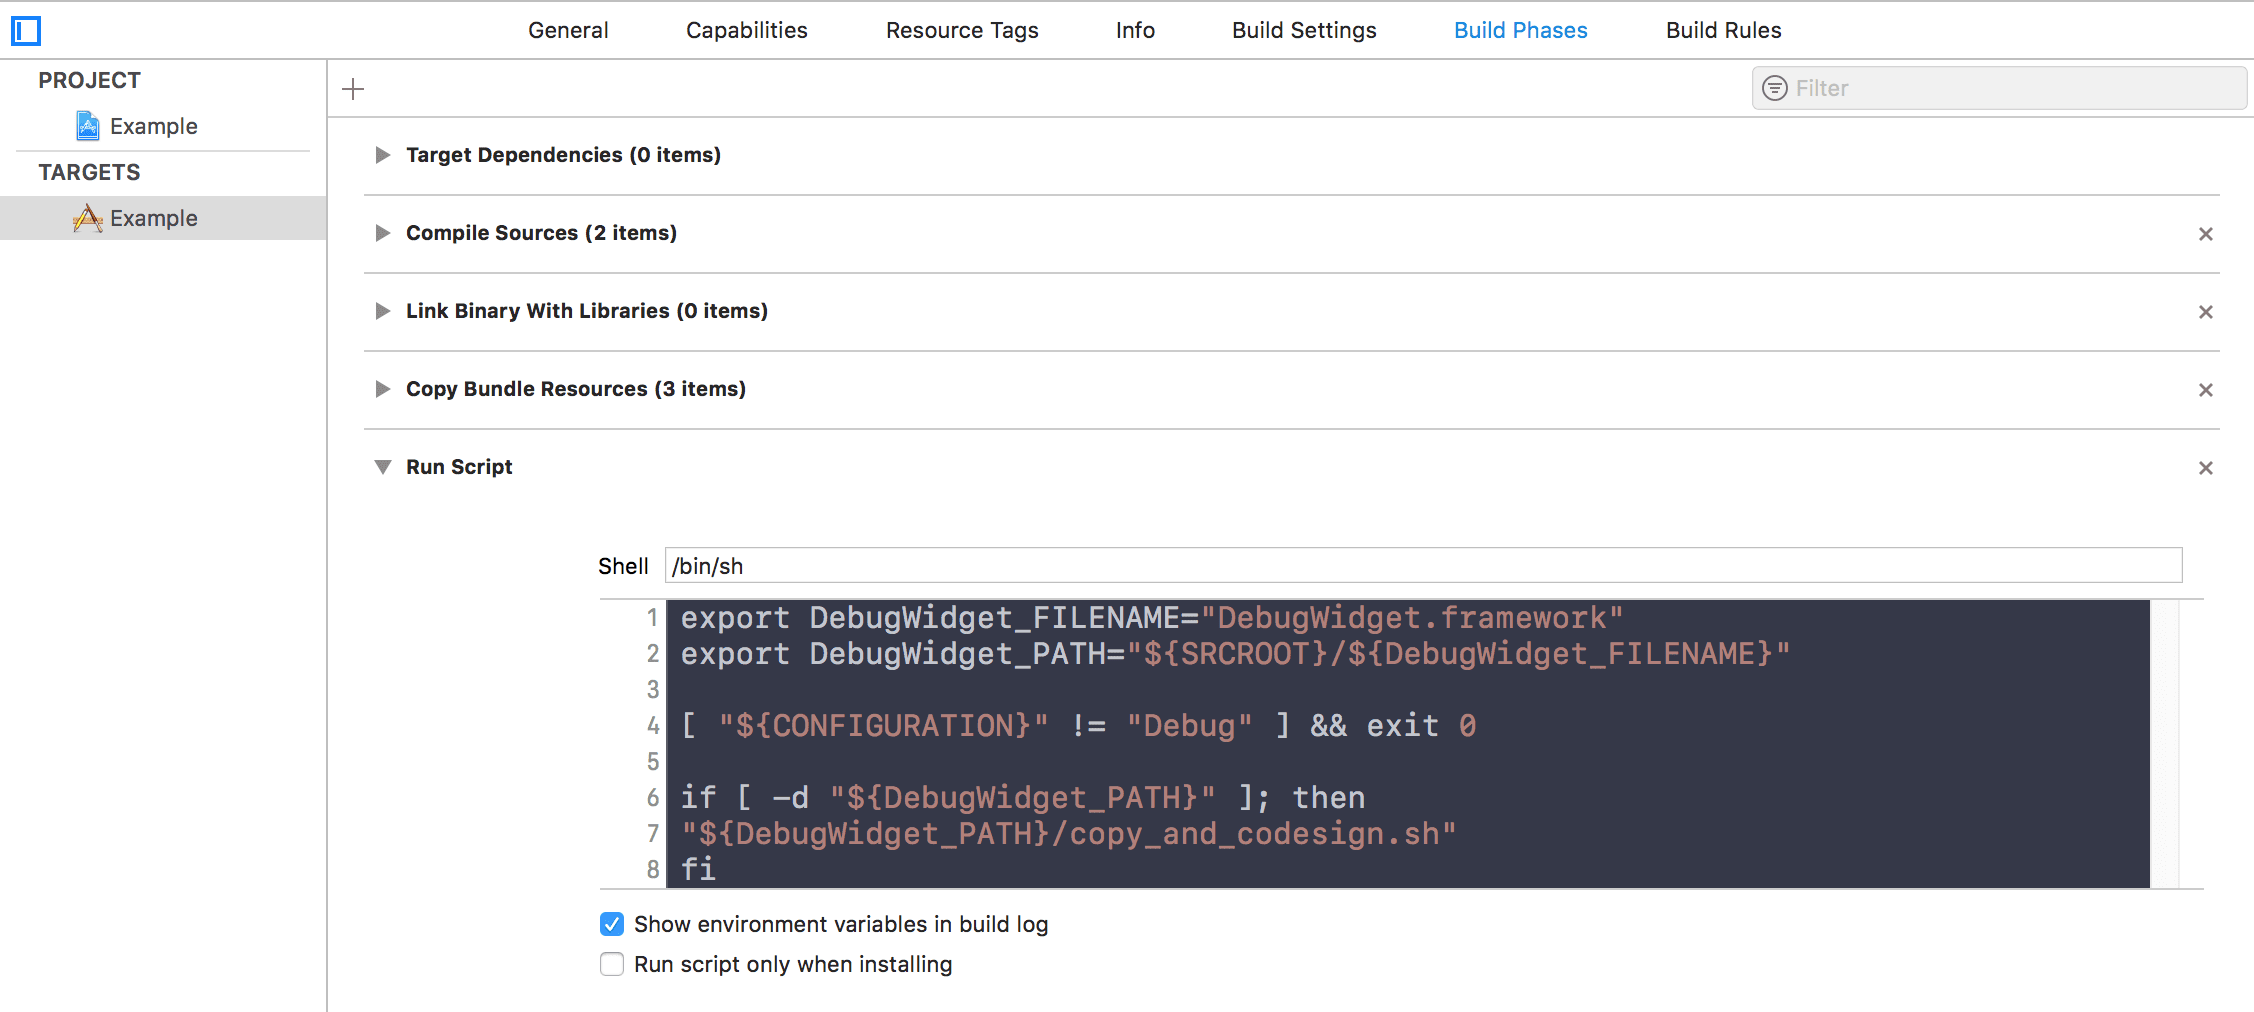 General Capabilities Resource Tags Info Build Settings Build Phases Build Rules
PROJECT
Example
TARGETS
Example
Filter
Target Dependencies (0 items)
Compile Sources (2 items)
Link Binary With Libraries (0 items)
Copy Bundle Resources (3 items)
Run Script
Shell /bin/sh
1 export DebugWidget_FILENAME="DebugWidget.framework"
2 export DebugWidget_PATH="${SRCROOT}/${DebugWidget_FILENAME}"
3
4 [ "${CONFIGURATION}" != "Debug" ] && exit 0
5
6 if [ -d "${DebugWidget_PATH}" ]; then
7 "${DebugWidget_PATH}/copy_and_codesign.sh"
8 fi
Show environment variables in build log
Run script only when installing